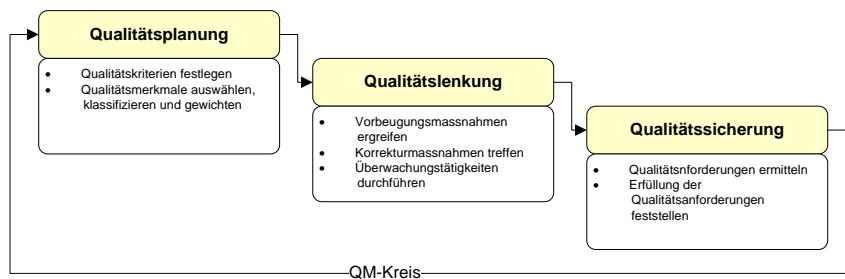 Qualitätsplanung
• Qualitätskriterien festlegen
• Qualitätsmerkmale auswählen,
klassifizieren und gewichten
Qualitätslenkung
• Vorbeugungsmassnahmen
ergreifen
• Korrekturmassnahmen treffen
• Überwachungstätigkeiten
durchführen
Qualitätssicherung
• Qualitätsnforderungen ermitteln
• Erfüllung der
Qualitätsanforderungen
feststellen
QM-Kreis